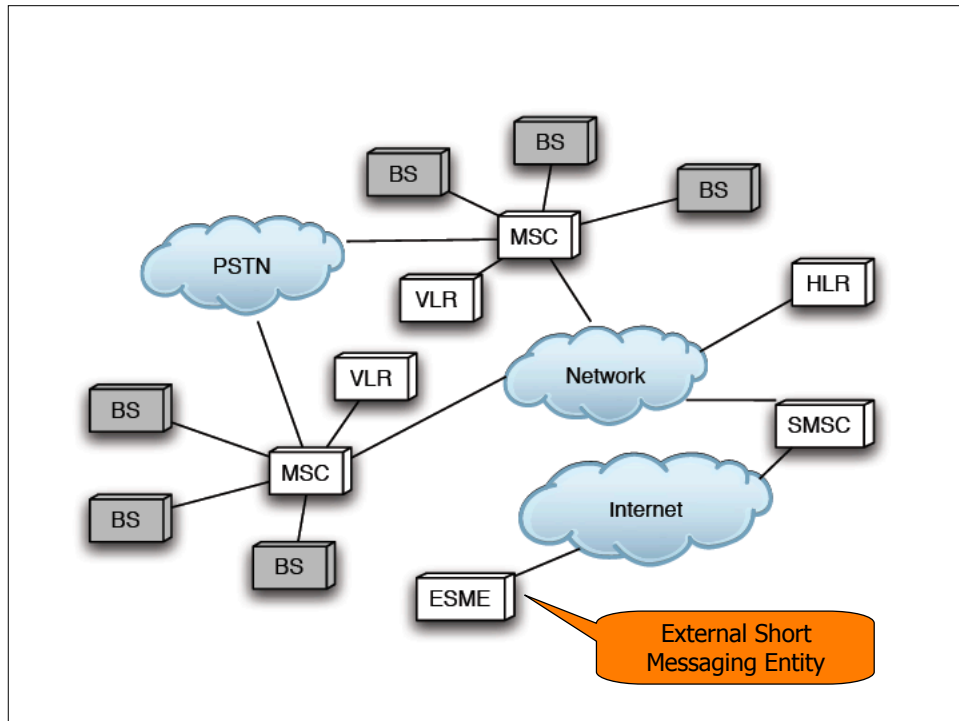 BS
BS
BS
MSC
PSTN
HLR
VLR
Network
VLR
BS
SMSC
MSC
Internet
BS
BS
ESME
External Short
Messaging Entity